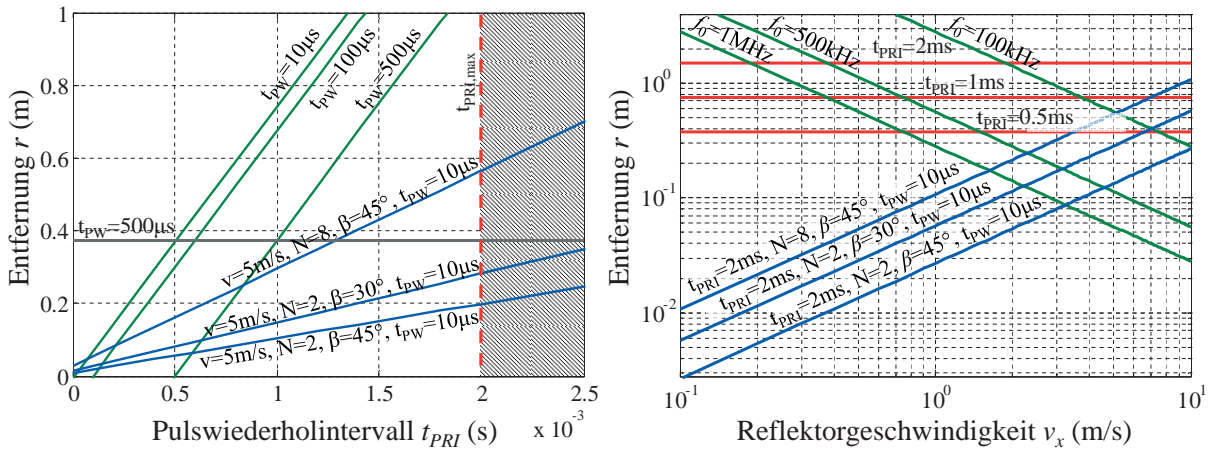 Entfernung r (m)
1
0.8
0.6
0.4
0.2
0
t_PW=10µs
t_PW=100µs
t_PW=500µs
t_PRI,max
t_PW=500µs
v=5m/s, N=8, β=45°, t_PW=10µs
v=5m/s, N=2, β=30°, t_PW=10µs
v=5m/s, N=2, β=45°, t_PW=10µs
0 0.5 1 1.5 2 2.5
Pulswiederholintervall t_PRI (s) x 10^-3
Entfernung r (m)
10^0
10^-1
10^-2
f_0=1MHz
f_0=500kHz
f_0=100kHz
t_PRI=2ms
t_PRI=1ms
t_PRI=0.5ms
t_PRI=2ms, N=8, β=45°, t_PW=10µs
t_PRI=2ms, N=2, β=30°, t_PW=10µs
t_PRI=2ms, N=2, β=45°, t_PW=10µs
10^-1 10^0 10^1
Reflektorgeschwindigkeit v_x (m/s)